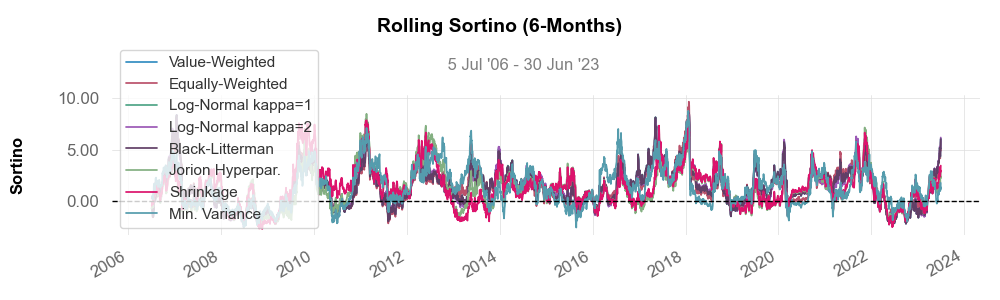 Rolling Sortino (6-Months)
5 Jul '06 - 30 Jun '23
Value-Weighted
Equally-Weighted
Log-Normal kappa=1
Log-Normal kappa=2
Black-Litterman
Jorion Hyperpar.
Shrinkage
Min. Variance
Sortino
10.00
5.00
0.00
2006
2008
2010
2012
2014
2016
2018
2020
2022
2024